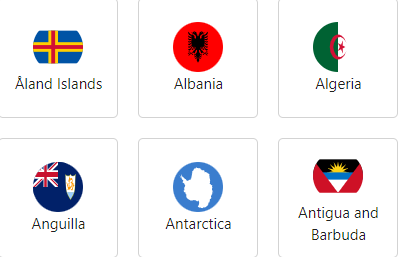 Åland Islands
Albania
Algeria
Anguilla
Antarctica
Antigua and
Barbuda